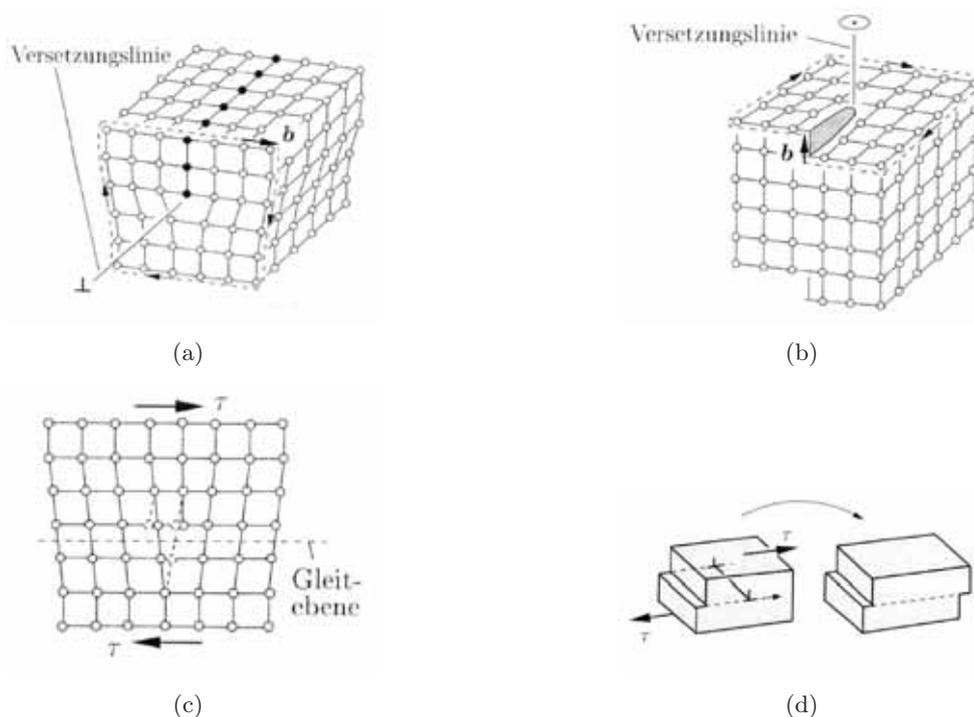 Versetzungslinie
b
⊥
(a)
Versetzungslinie
b
(b)
τ
Gleit-
ebene
τ
(c)
τ
τ
(d)